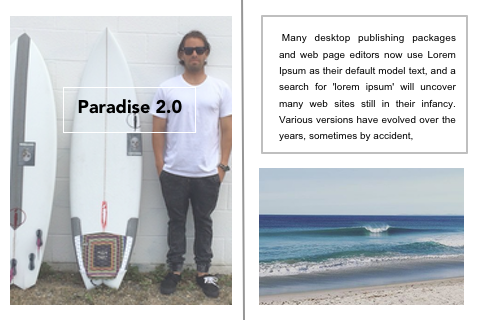 Paradise 2.0
Many desktop publishing packages
and web page editors now use Lorem
Ipsum as their default model text, and a
search for 'lorem ipsum' will uncover
many web sites still in their infancy.
Various versions have evolved over the
years, sometimes by accident,